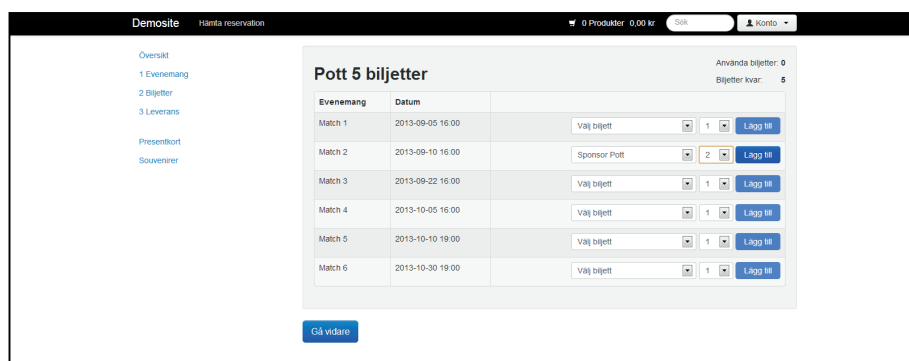 Demosite Hämta reservation 0 Produkter 0,00 kr Sök Konto
Översikt
1 Evenemang
2 Biljetter
3 Leverans
Presentkort
Souvenirer
Använda biljetter: 0
Pott 5 biljetter
Biljetter kvar: 5
Evenemang Datum
Match 1 2013-09-05 16:00 Välj biljett 1 Lägg till
Match 2 2013-09-10 16:00 Sponsor Pott 2 Lägg till
Match 3 2013-09-22 16:00 Välj biljett 1 Lägg till
Match 4 2013-10-05 16:00 Välj biljett 1 Lägg till
Match 5 2013-10-10 19:00 Välj biljett 1 Lägg till
Match 6 2013-10-30 19:00 Välj biljett 1 Lägg till
Gå vidare